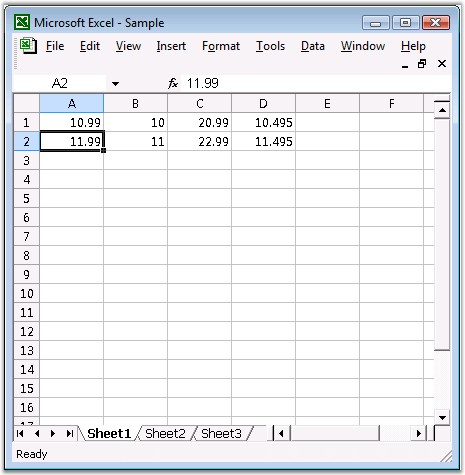 Microsoft Excel - Sample
File Edit View Insert Format Tools Data Window Help
A2 fx 11.99
A B C D E F
1 10.99 10 20.99 10.495
2 11.99 11 22.99 11.495
3
4
5
6
7
8
9
10
11
12
13
14
15
16
17
Sheet1 Sheet2 Sheet3
Ready